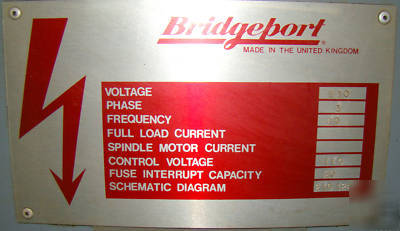 Bridgeport®
MADE IN THE UNITED KINGDOM
VOLTAGE
PHASE 3
FREQUENCY
FULL LOAD CURRENT
SPINDLE MOTOR CURRENT
CONTROL VOLTAGE 110
FUSE INTERRUPT CAPACITY
SCHEMATIC DIAGRAM